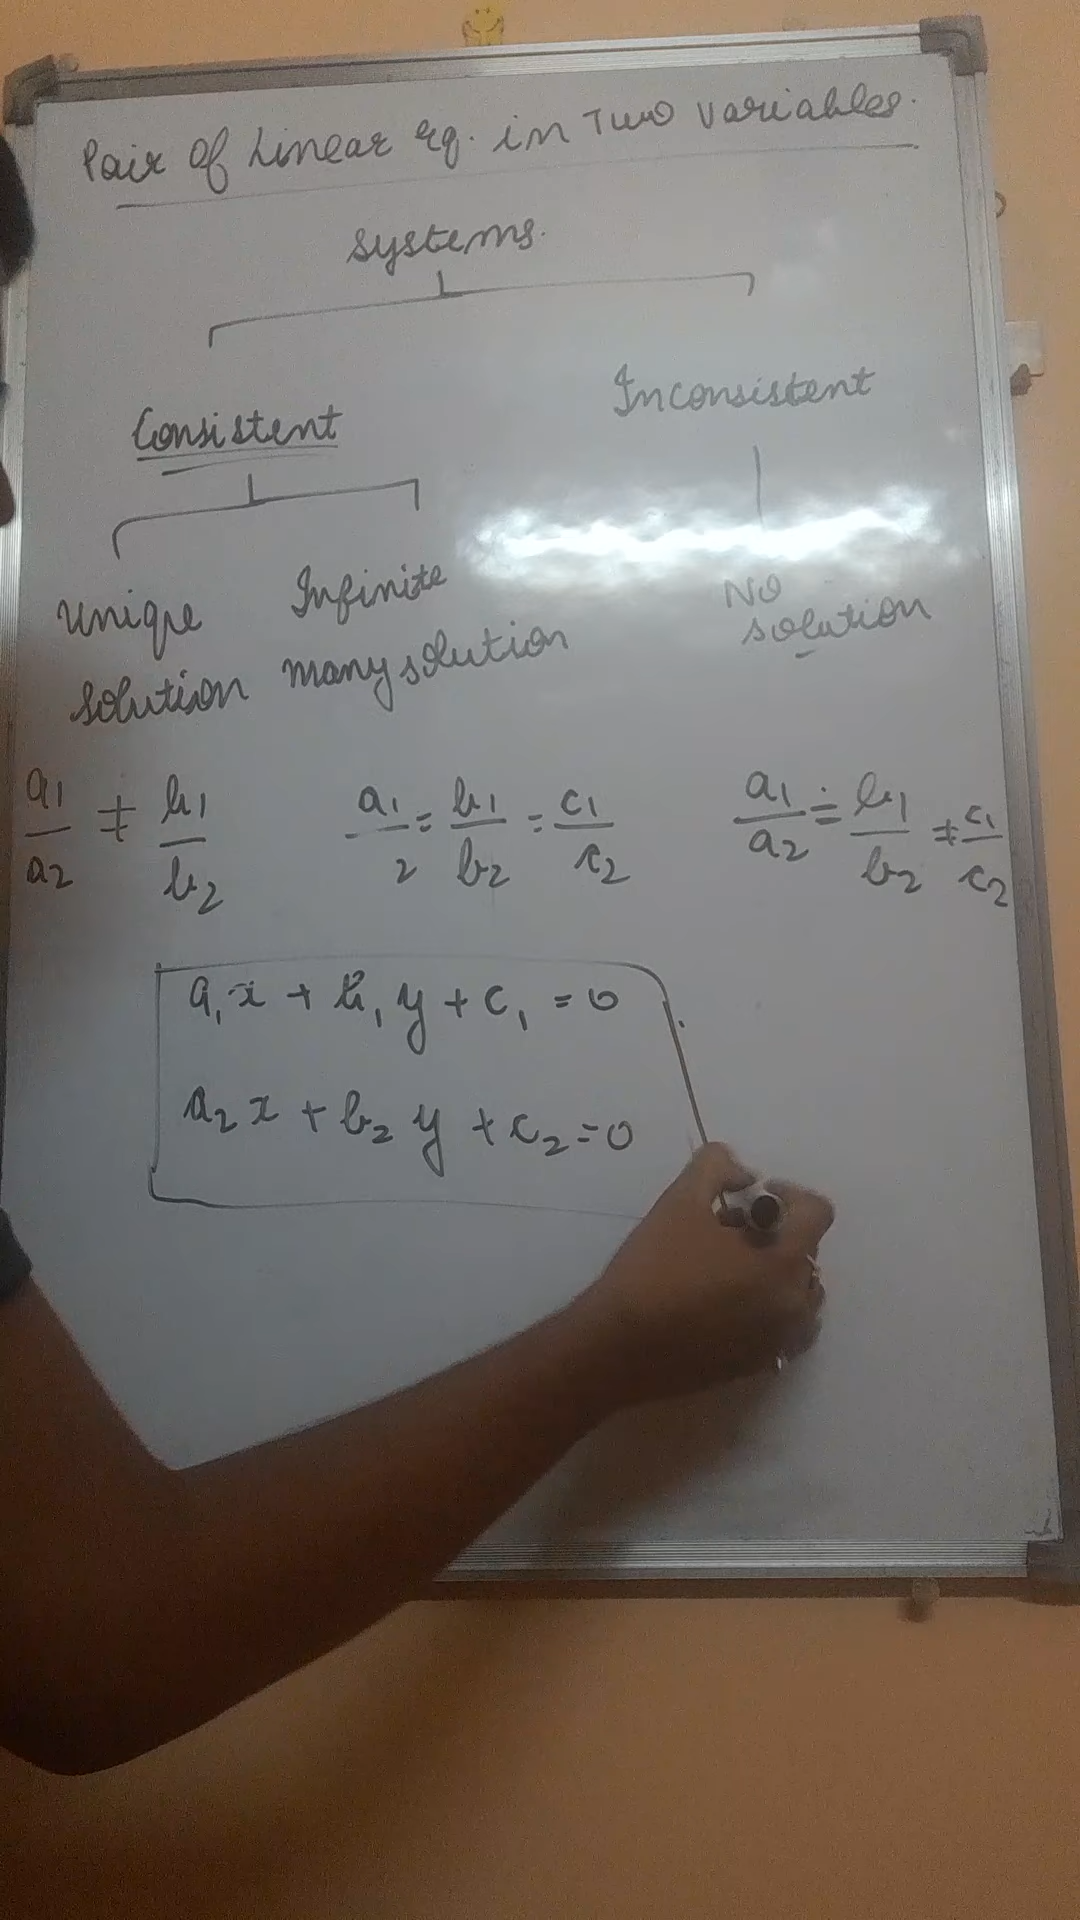 Pair of Linear Eq. in Two variables.
Systems.
Consistent Inconsistent
Unique Infinite No
Solution many solution solution
a1/a2 ≠ b1/b2 a1/2 = b1/b2 = c1/c2 a1/a2 = b1/b2 ≠ c1/c2
a1x + b1y + c1 = 0
a2x + b2y + c2 = 0